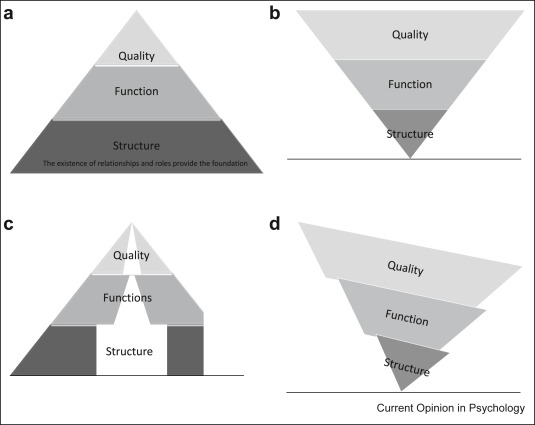 a
Quality
Function
Structure
The existence of relationships and roles provide the foundation
b
Quality
Function
Structure
c
Quality
Functions
Structure
d
Quality
Function
Structure
Current Opinion in Psychology